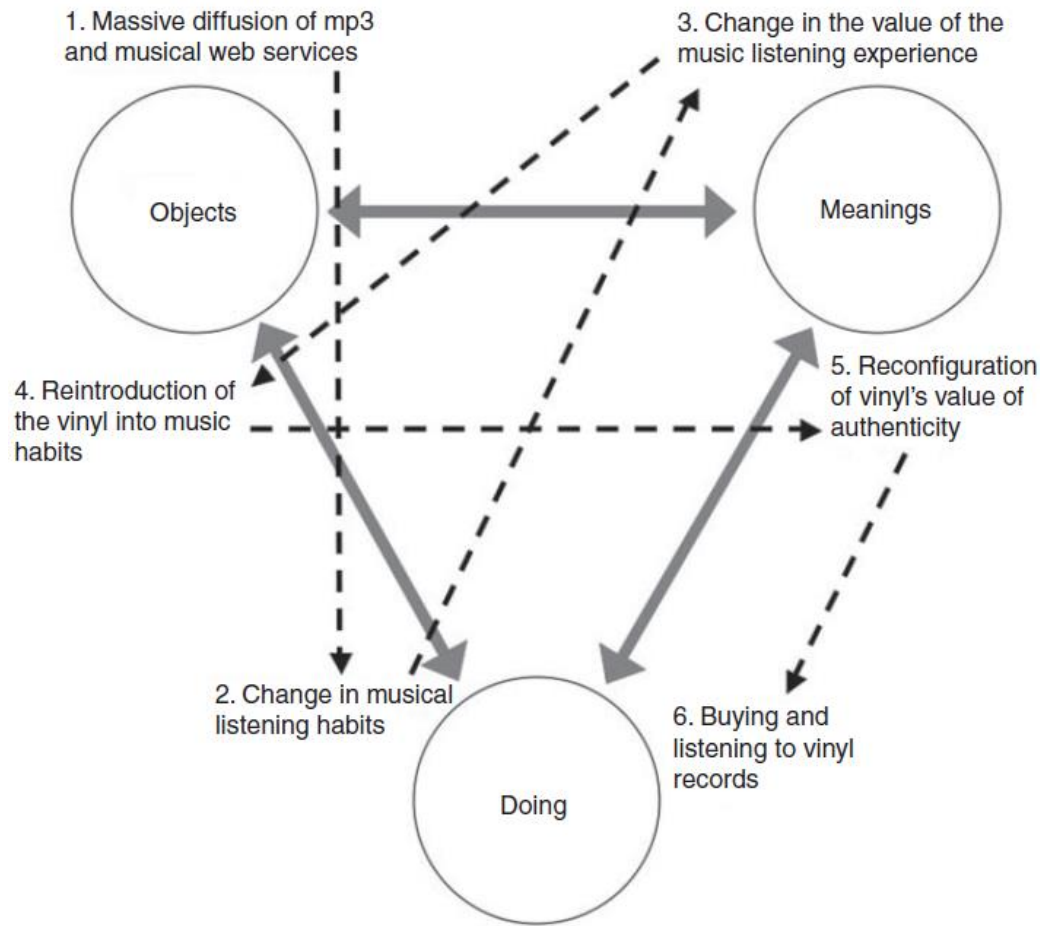 1. Massive diffusion of mp3
and musical web services
3. Change in the value of the
music listening experience
Objects
Meanings
4. Reintroduction of
the vinyl into music
habits
5. Reconfiguration
of vinyl's value of
authenticity
2. Change in musical
listening habits
6. Buying and
listening to vinyl
records
Doing